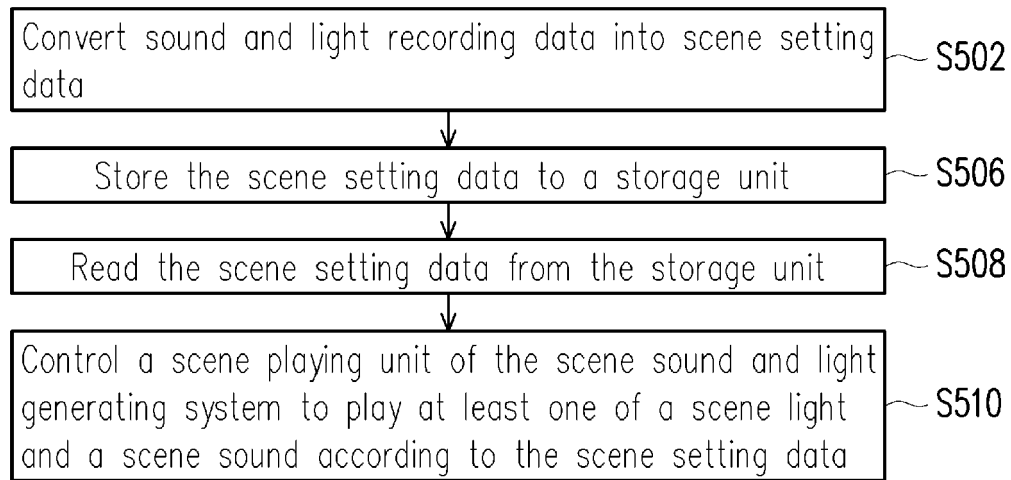 Convert sound and light recording data into scene setting
data
S502
Store the scene setting data to a storage unit
S506
Read the scene setting data from the storage unit
S508
Control a scene playing unit of the scene sound and light
generating system to play at least one of a scene light
and a scene sound according to the scene setting data
S510